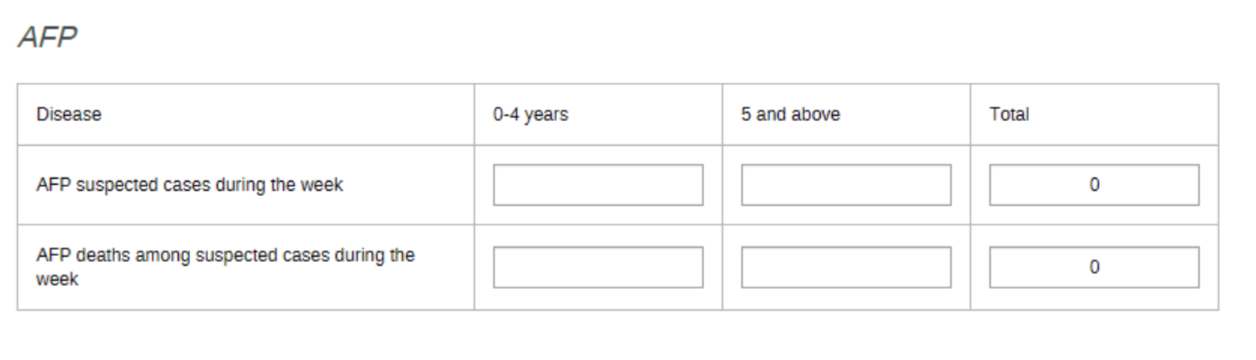 AFP
Disease 0-4 years 5 and above Total
AFP suspected cases during the week 0
AFP deaths among suspected cases during the
week 0